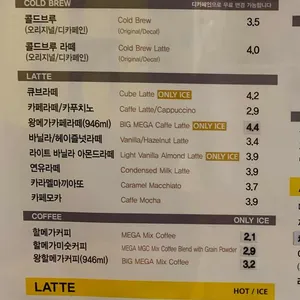 COLD BREW 디카페인으로 무료 변경 가능합니다
콜드브루 Cold Brew 3,5
(오리지널/디카페인) (Original/Decaf)
콜드브루 라떼 Cold Brew Latte 4,0
(오리지널/디카페인) (Original/Decaf)
LATTE
큐브라떼 Cube Latte ONLY ICE 4,2
카페라떼/카푸치노 Caffe Latte/Cappuccino 2,9
왕메가카페라떼(946ml) BIG MEGA Caffe Latte ONLY ICE 4,4
바닐라/헤이즐넛라떼 Vanilla/Hazelnut Latte 3,4
라이트 바닐라 아몬드라떼 Light Vanilla Almond Latte ONLY ICE 3,9
연유라떼 Condensed Milk Latte 3,9
카라멜마끼아또 Caramel Macchiato 3,7
카페모카 Caffe Mocha 3,9
COFFEE ONLY ICE
할메가커피 MEGA Mix Coffee 2,1
할메가미숫커피 MEGA MGC Mix Coffee Blend with Grain Powder 2,9
왕할메가커피(946ml) BIG MEGA Mix Coffee 3,2
LATTE HOT / ICE